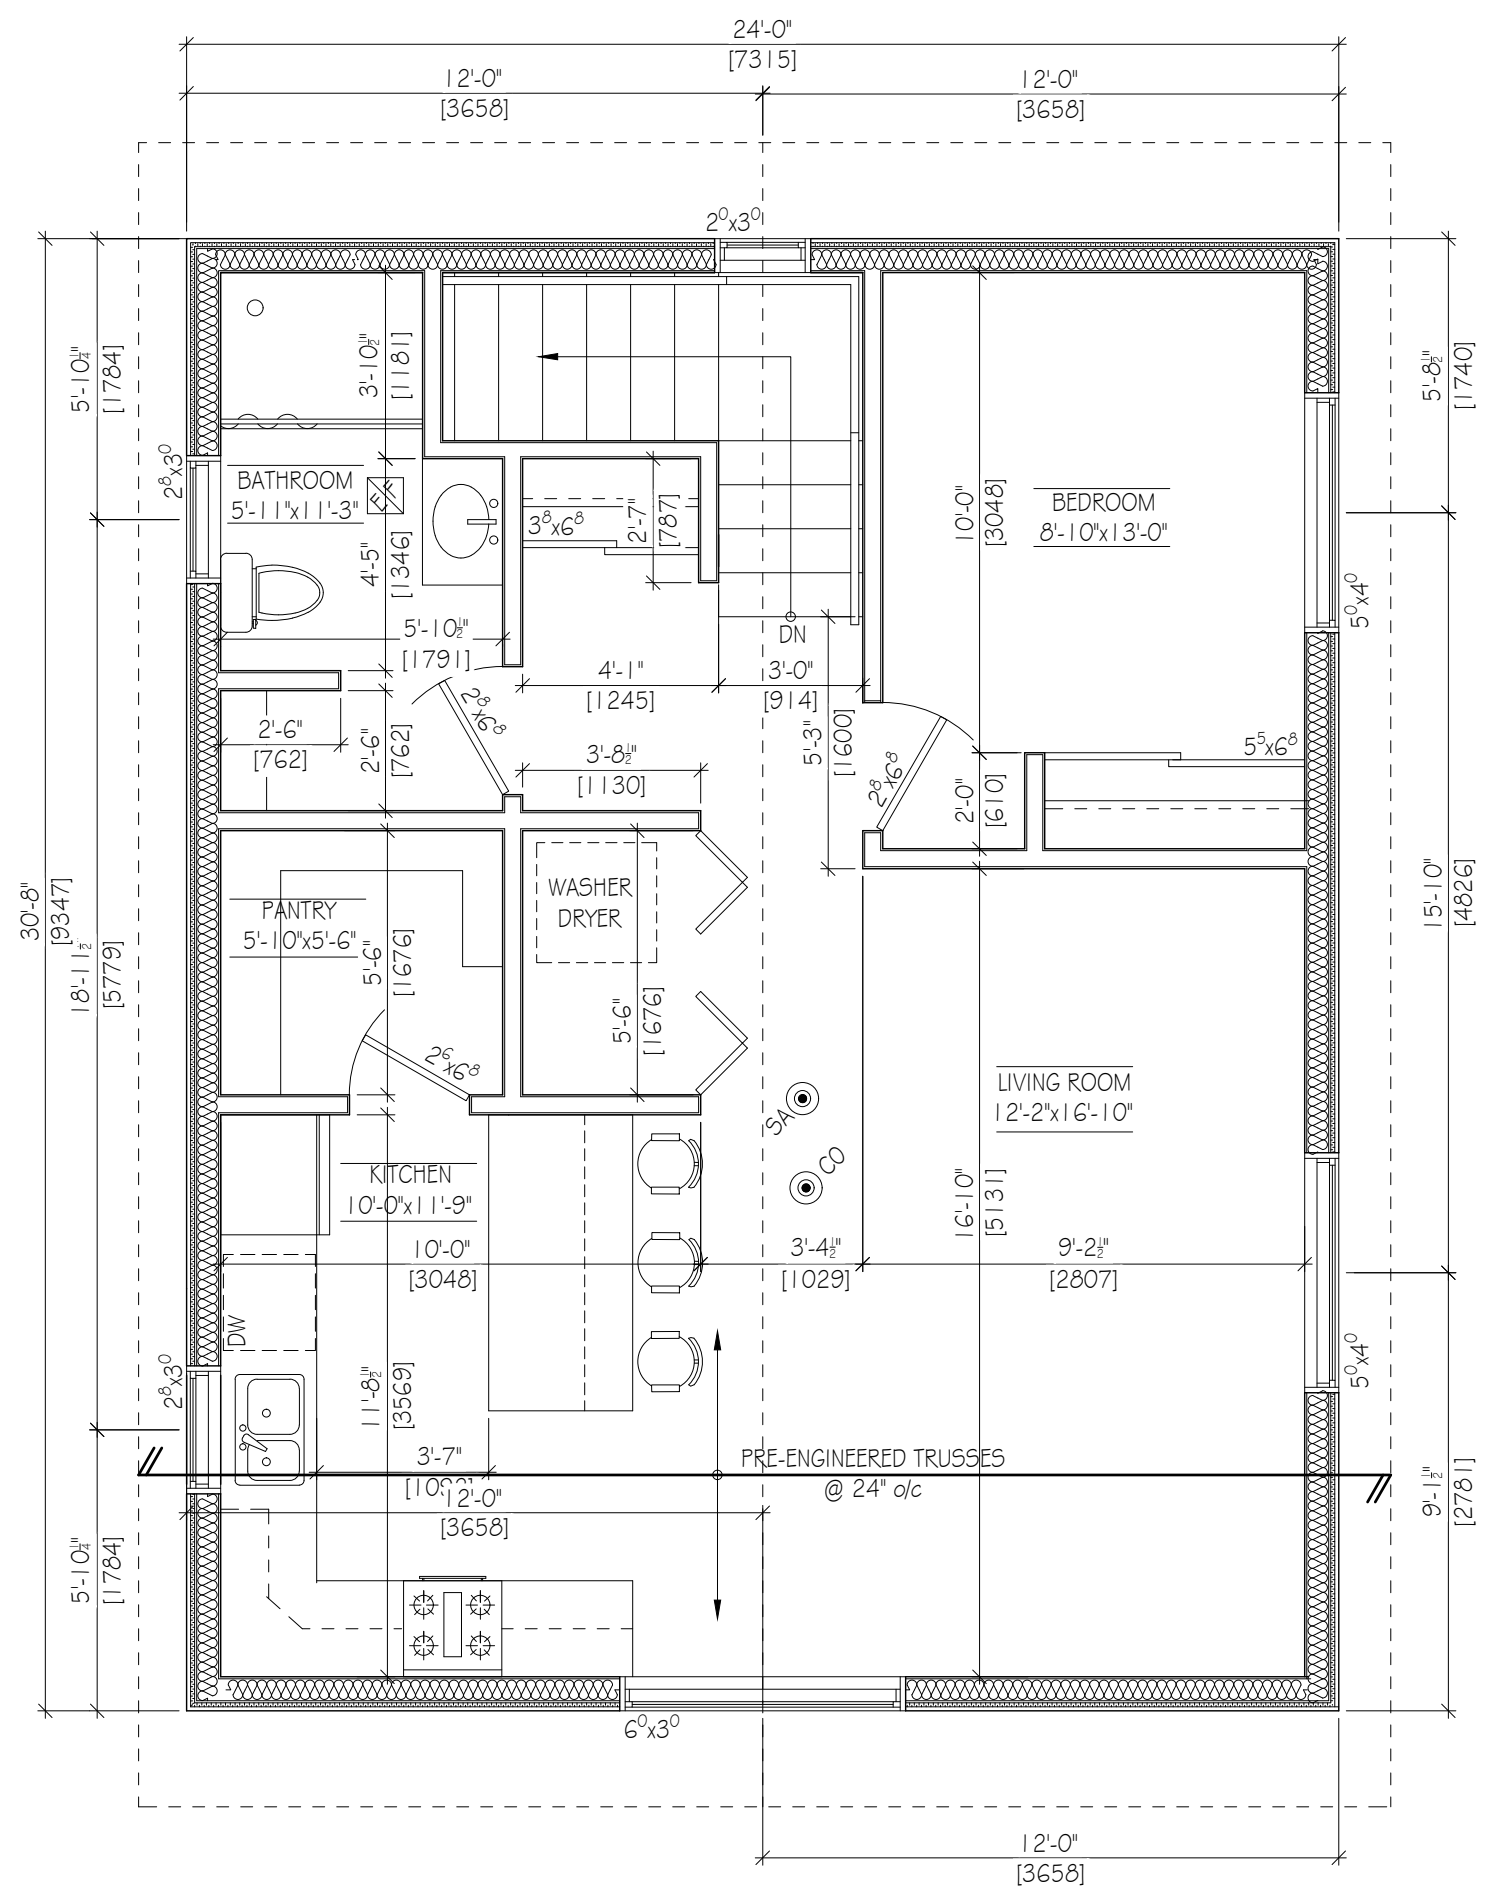 24'-0"
[7315]
12'-0"
[3658]
12'-0"
[3658]
2⁰x3⁰
5'-10¼"
[1784]
3'-10½"
[1181]
5'-8½"
[1740]
2⁸x3⁰
BATHROOM
5'-11"x11'-3"
EF
3⁸x6⁸
2'-7"
[787]
10'-0"
[3048]
BEDROOM
8'-10"x13'-0"
4'-5"
[1346]
5⁰x4⁰
5'-10½"
[1791]
DN
4'-1"
[1245]
3'-0"
[914]
2⁸x6⁸
2'-6"
[762]
2'-6"
[762]
3'-8½"
[1130]
5'-3"
[1600]
2⁸x6⁸
2'-0"
[610]
5⁵x6⁸
30'-8"
[9347]
18'-11½"
[5779]
PANTRY
5'-10"x5'-6"
5'-6"
[1676]
WASHER
DRYER
5'-6"
[1676]
15'-10"
[4826]
2⁶x6⁸
LIVING ROOM
12'-2"x16'-10"
SA
CO
KITCHEN
10'-0"x11'-9"
16'-10"
[5131]
10'-0"
[3048]
3'-4½"
[1029]
9'-2½"
[2807]
DW
2⁸x3⁰
11'-8½"
[3569]
5⁰x4⁰
3'-7"
PRE-ENGINEERED TRUSSES
@ 24" o/c
12'-0"
[3658]
5'-10¼"
[1784]
9'-1½"
[2781]
6⁰x3⁰
12'-0"
[3658]